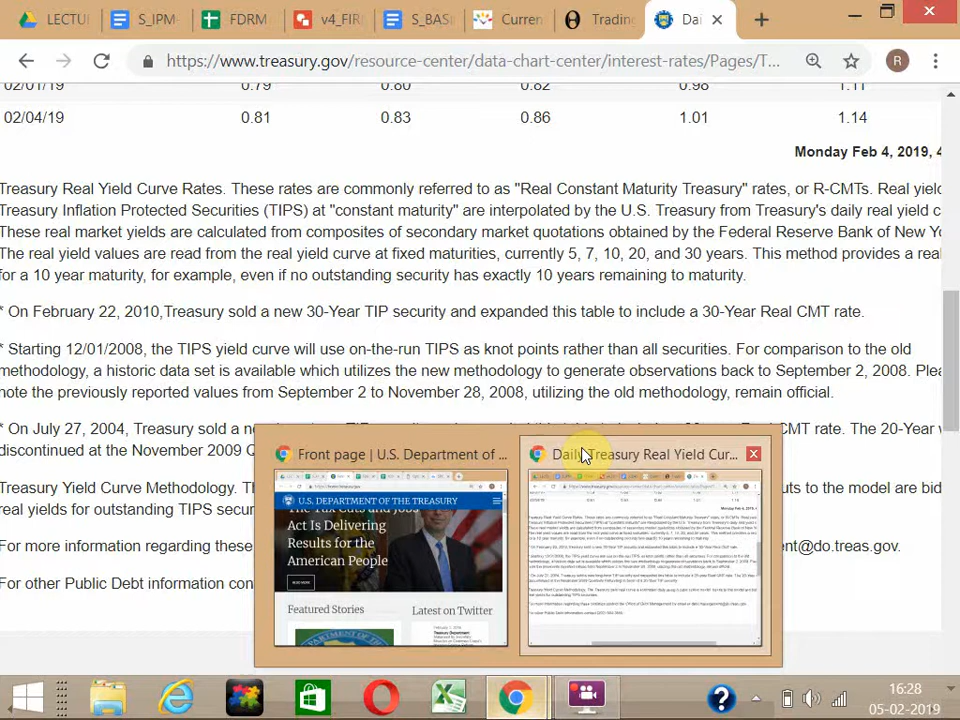 LECTU
S_IPM-
FDRM
v4_FIR
S_BAS
Curren
Trading
Dai
https://www.treasury.gov/resource-center/data-chart-center/interest-rates/Pages/T...
R
02/01/19 0.79 0.80 0.82 0.98 1.11
02/04/19 0.81 0.83 0.86 1.01 1.14
Monday Feb 4, 2019, 4
Treasury Real Yield Curve Rates. These rates are commonly referred to as "Real Constant Maturity Treasury" rates, or R-CMTs. Real yield
Treasury Inflation Protected Securities (TIPS) at "constant maturity" are interpolated by the U.S. Treasury from Treasury's daily real yield c
These real market yields are calculated from composites of secondary market quotations obtained by the Federal Reserve Bank of New Yo
The real yield values are read from the real yield curve at fixed maturities, currently 5, 7, 10, 20, and 30 years. This method provides a real
for a 10 year maturity, for example, even if no outstanding security has exactly 10 years remaining to maturity.
* On February 22, 2010,Treasury sold a new 30-Year TIP security and expanded this table to include a 30-Year Real CMT rate.
* Starting 12/01/2008, the TIPS yield curve will use on-the-run TIPS as knot points rather than all securities. For comparison to the old
methodology, a historic data set is available which utilizes the new methodology to generate observations back to September 2, 2008. Plea
note the previously reported values from September 2 to November 28, 2008, utilizing the old methodology, remain official.
* On July 27, 2004, Treasury sold a ne CMT rate. The 20-Year
discontinued at the November 2009 Q
Treasury Yield Curve Methodology. Th uts to the model are bid
real yields for outstanding TIPS secur
For more information regarding these ent@do.treas.gov.
For other Public Debt information con
Front page | U.S. Department of ...
Daily Treasury Real Yield Cur...
U.S. DEPARTMENT OF THE TREASURY
The Tax Cuts and Jobs
Act Is Delivering
Results for the
American People
Featured Stories
Latest on Twitter
16:28
05-02-2019